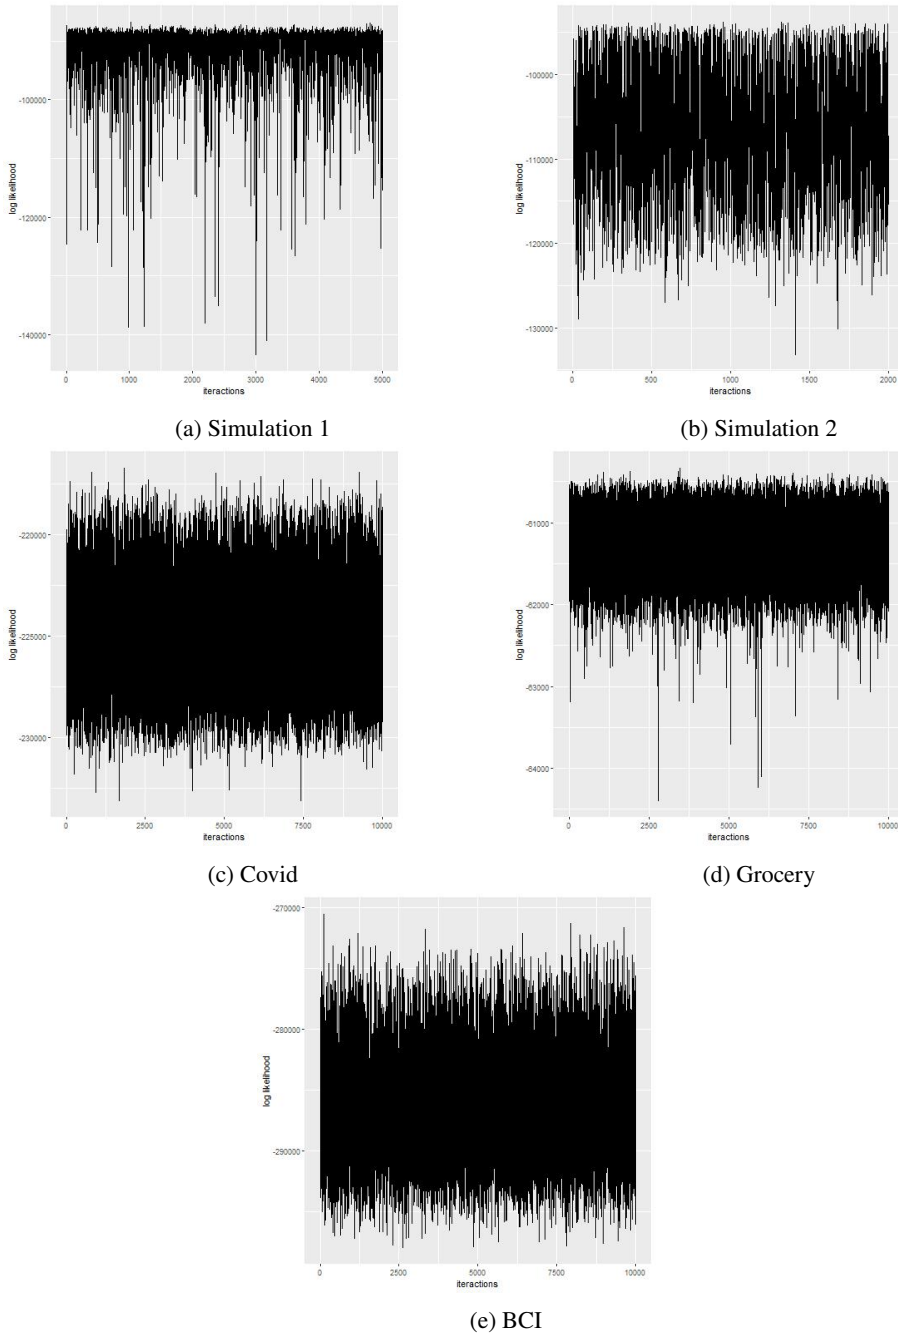 -100000
-120000
-140000
log likelihood
0 1000 2000 3000 4000 5000
iteractions
(a) Simulation 1
-100000
-110000
-120000
-130000
log likelihood
0 500 1000 1500 2000
iteractions
(b) Simulation 2
-220000
-225000
-230000
log likelihood
0 2500 5000 7500 10000
iteractions
(c) Covid
-61000
-62000
-63000
-64000
log likelihood
0 2500 5000 7500 10000
iteractions
(d) Grocery
-270000
-280000
-290000
log likelihood
0 2500 5000 7500 10000
iteractions
(e) BCI